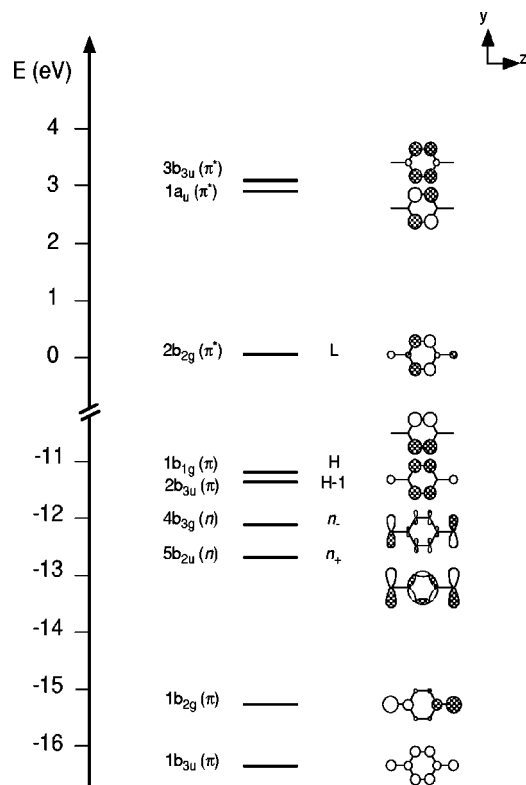 y
z
E (eV)
4
3b₃ᵤ (π*)
3
1aᵤ (π*)
2
1
0
2b₂g (π*) L
-11
1b₁g (π) H
2b₃ᵤ (π) H-1
-12
4b₃g (n) n₋
5b₂ᵤ (n) n₊
-13
-14
-15
1b₂g (π)
-16
1b₃ᵤ (π)